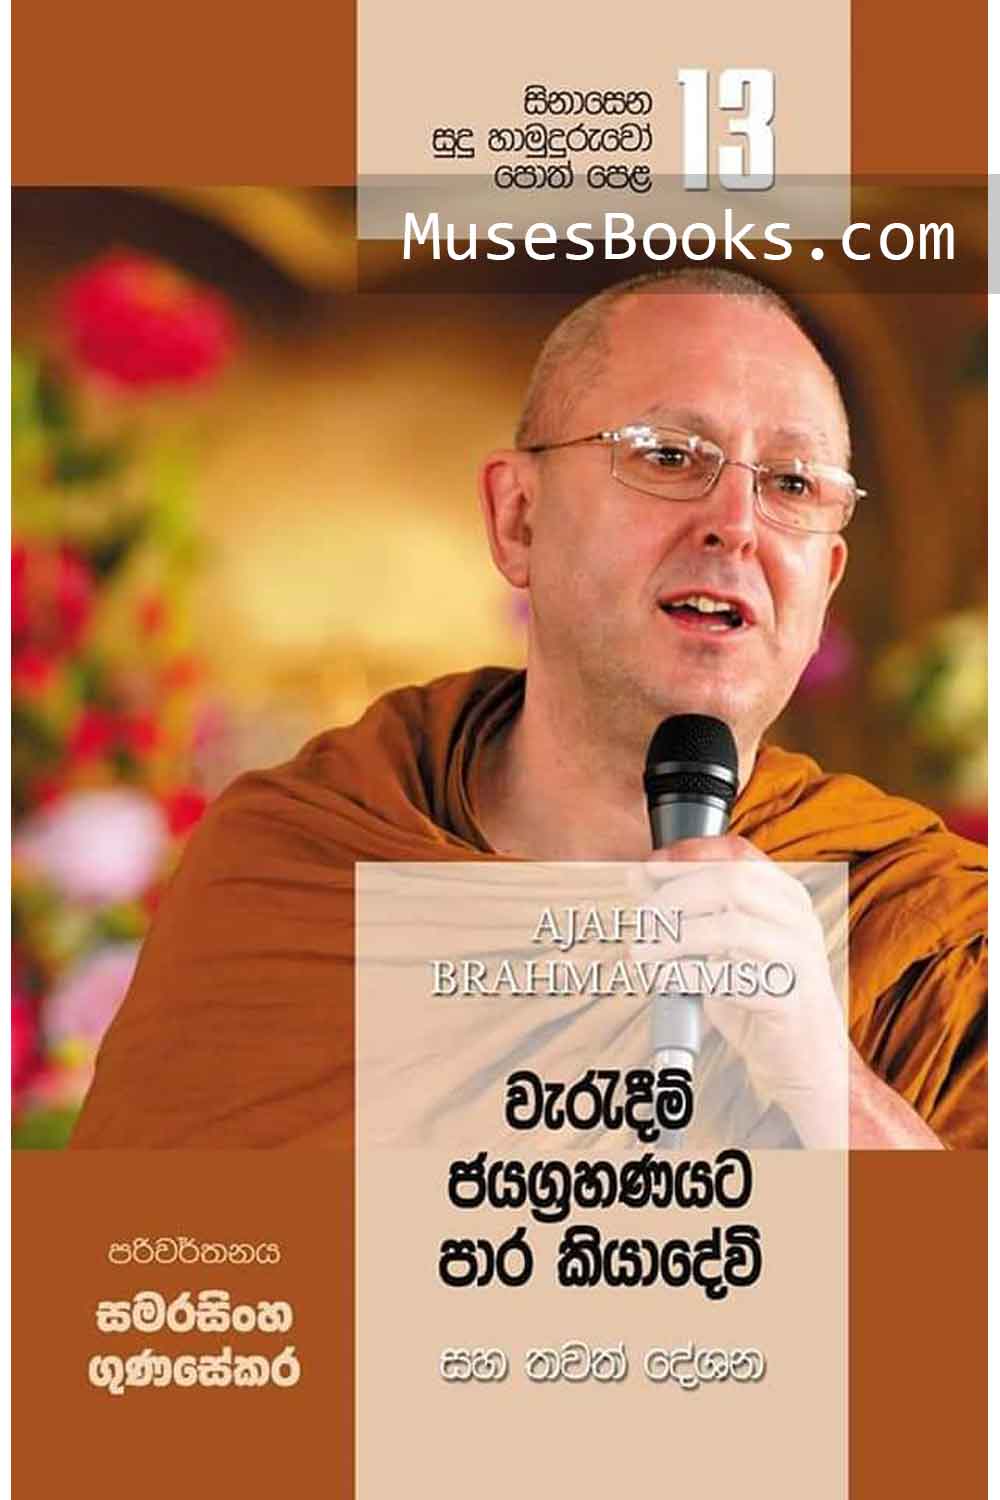 සිනාසෙන
සුදු හාමුදුරුවෝ
පොත් පෙළ
13
MusesBooks.com
AJAHN
BRAHMAVAMSO
වැරැදීම්
ජයග්‍රහණයට
පාර කියාදේවි
සහ තවත් දේශන
පරිවර්තනය
සමරසිංහ
ගුණසේකර